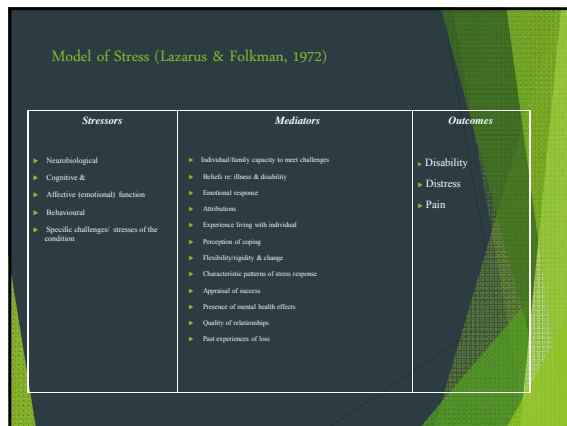 Model of Stress (Lazarus & Folkman, 1972)
Stressors
Neurobiological
Cognitive &
Affective (emotional) function
Behavioural
Specific challenges/ stresses of the
condition
Mediators
Individual/family capacity to meet challenges
Beliefs re: illness & disability
Emotional response
Attributions
Experience living with individual
Perception of coping
Flexibility/rigidity & change
Characteristic patterns of stress response
Appraisal of success
Presence of mental health effects
Quality of relationships
Past experiences of loss
Outcomes
Disability
Distress
Pain